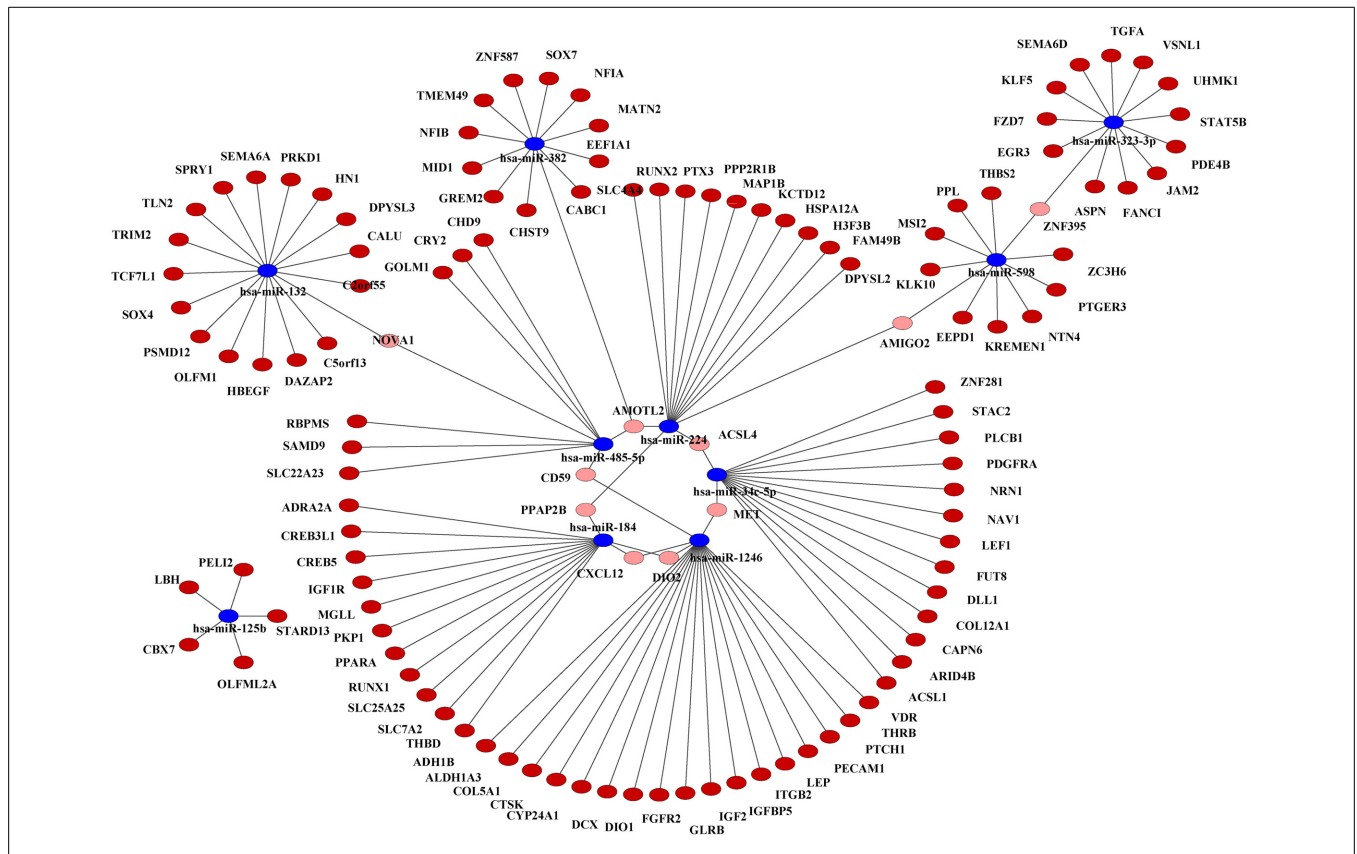 ZNF587
SOX7
NFIA
TMEM49
MATN2
NFIB
EEF1A1
hsa-miR-382
MID1
GREM2
CABC1
CHST9
SEMA6D
TGFA
VSNL1
KLF5
UHMK1
FZD7
STAT5B
hsa-miR-323-3p
EGR3
PDE4B
JAM2
FANCI
ASPN
ZNF395
THBS2
PPL
MSI2
hsa-miR-598
ZC3H6
KLK10
PTGER3
NTN4
EEPD1
KREMEN1
AMIGO2
SEMA6A
PRKD1
SPRY1
HN1
TLN2
DPYSL3
TRIM2
CALU
TCF7L1
hsa-miR-132
C2orf55
SOX4
PSMD12
NOVA1
OLFM1
C5orf13
HBEGF
DAZAP2
CHD9
CRY2
GOLM1
SLC4A4
RUNX2
PTX3
PPP2R1B
MAP1B
KCTD12
HSPA12A
H3F3B
FAM49B
DPYSL2
AMOTL2
hsa-miR-224
ACSL4
hsa-miR-485-5p
RBPMS
SAMD9
SLC22A23
CD59
hsa-miR-34c-5p
PPAP2B
MET
hsa-miR-184
hsa-miR-1246
CXCL12
DIO2
ZNF281
STAC2
PLCB1
PDGFRA
NRN1
NAV1
LEF1
FUT8
DLL1
COL12A1
CAPN6
ARID4B
ACSL1
ADRA2A
CREB3L1
CREB5
IGF1R
MGLL
PKP1
PPARA
RUNX1
SLC25A25
SLC7A2
THBD
ADH1B
ALDH1A3
COL5A1
CTSK
CYP24A1
DCX
DIO1
FGFR2
GLRB
IGF2
IGFBP5
ITGB2
LEP
PECAM1
PTCH1
THRB
VDR
PELI2
LBH
hsa-miR-125b
STARD13
CBX7
OLFML2A